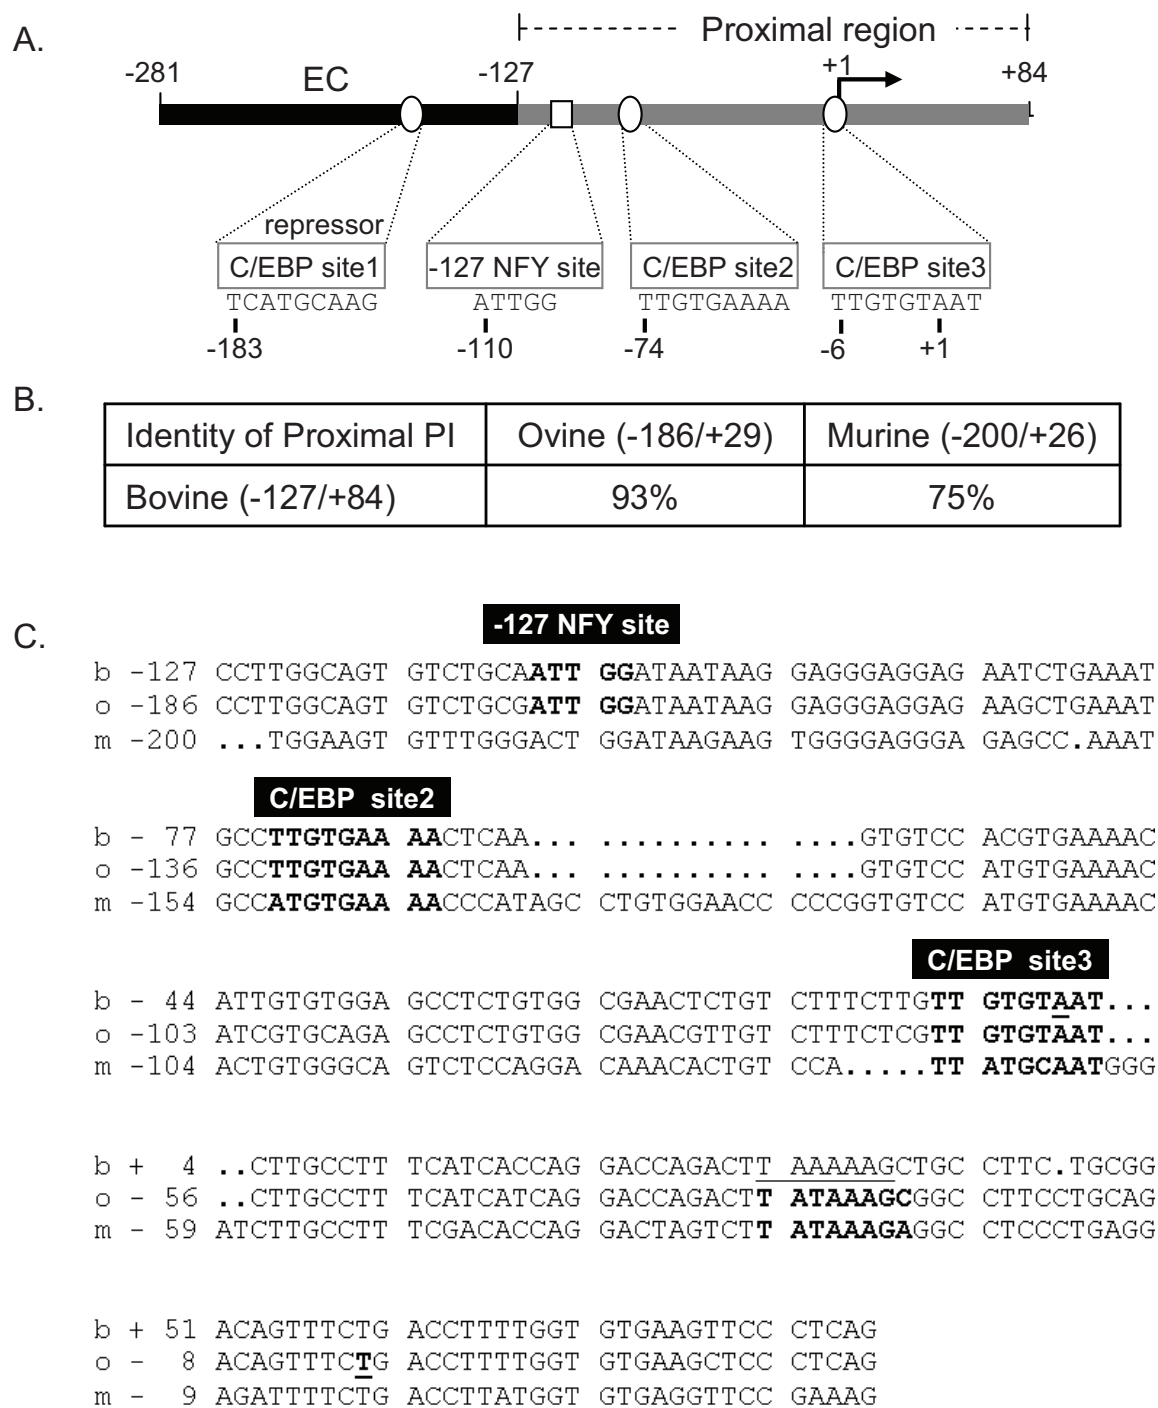 A.
Proximal region
-281 EC -127 +1 +84
repressor
C/EBP site1 -127 NFY site C/EBP site2 C/EBP site3
TCATGCAAG ATTGG TTGTGAAAA TTGTGTAAT
-183 -110 -74 -6 +1
B.
Identity of Proximal PI Ovine (-186/+29) Murine (-200/+26)
Bovine (-127/+84) 93% 75%
C.
-127 NFY site
b -127 CCTTGGCAGT GTCTGCAATT GGATAATAAG GAGGGAGGAG AATCTGAAAT
o -186 CCTTGGCAGT GTCTGCGATT GGATAATAAG GAGGGAGGAG AAGCTGAAAT
m -200 ...TGGAAGT GTTTGGGACT GGATAAGAAG TGGGGAGGGA GAGCC.AAAT
C/EBP site2
b - 77 GCCTTGTGAA AACTCAA... .......... ....GTGTCC ACGTGAAAAC
o -136 GCCTTGTGAA AACTCAA... .......... ....GTGTCC ATGTGAAAAC
m -154 GCCATGTGAA AACCCATAGC CTGTGGAACC CCCGGTGTCC ATGTGAAAAC
C/EBP site3
b - 44 ATTGTGTGGA GCCTCTGTGG CGAACTCTGT CTTTCTTGTT GTGTAAT...
o -103 ATCGTGCAGA GCCTCTGTGG CGAACGTTGT CTTTCTCGTT GTGTAAT...
m -104 ACTGTGGGCA GTCTCCAGGA CAAACACTGT CCA.....TT ATGCAATGGG
b + 4 ..CTTGCCTT TCATCACCAG GACCAGACTT AAAAAGCTGC CTTC.TGCGG
o - 56 ..CTTGCCTT TCATCATCAG GACCAGACTT ATAAAGCGGC CTTCCTGCAG
m - 59 ATCTTGCCTT TCGACACCAG GACTAGTCTT ATAAAGAGGC CTCCCTGAGG
b + 51 ACAGTTTCTG ACCTTTTGGT GTGAAGTTCC CTCAG
o - 8 ACAGTTTCTG ACCTTTTGGT GTGAAGCTCC CTCAG
m - 9 AGATTTTCTG ACCTTATGGT GTGAGGTTCC GAAAG